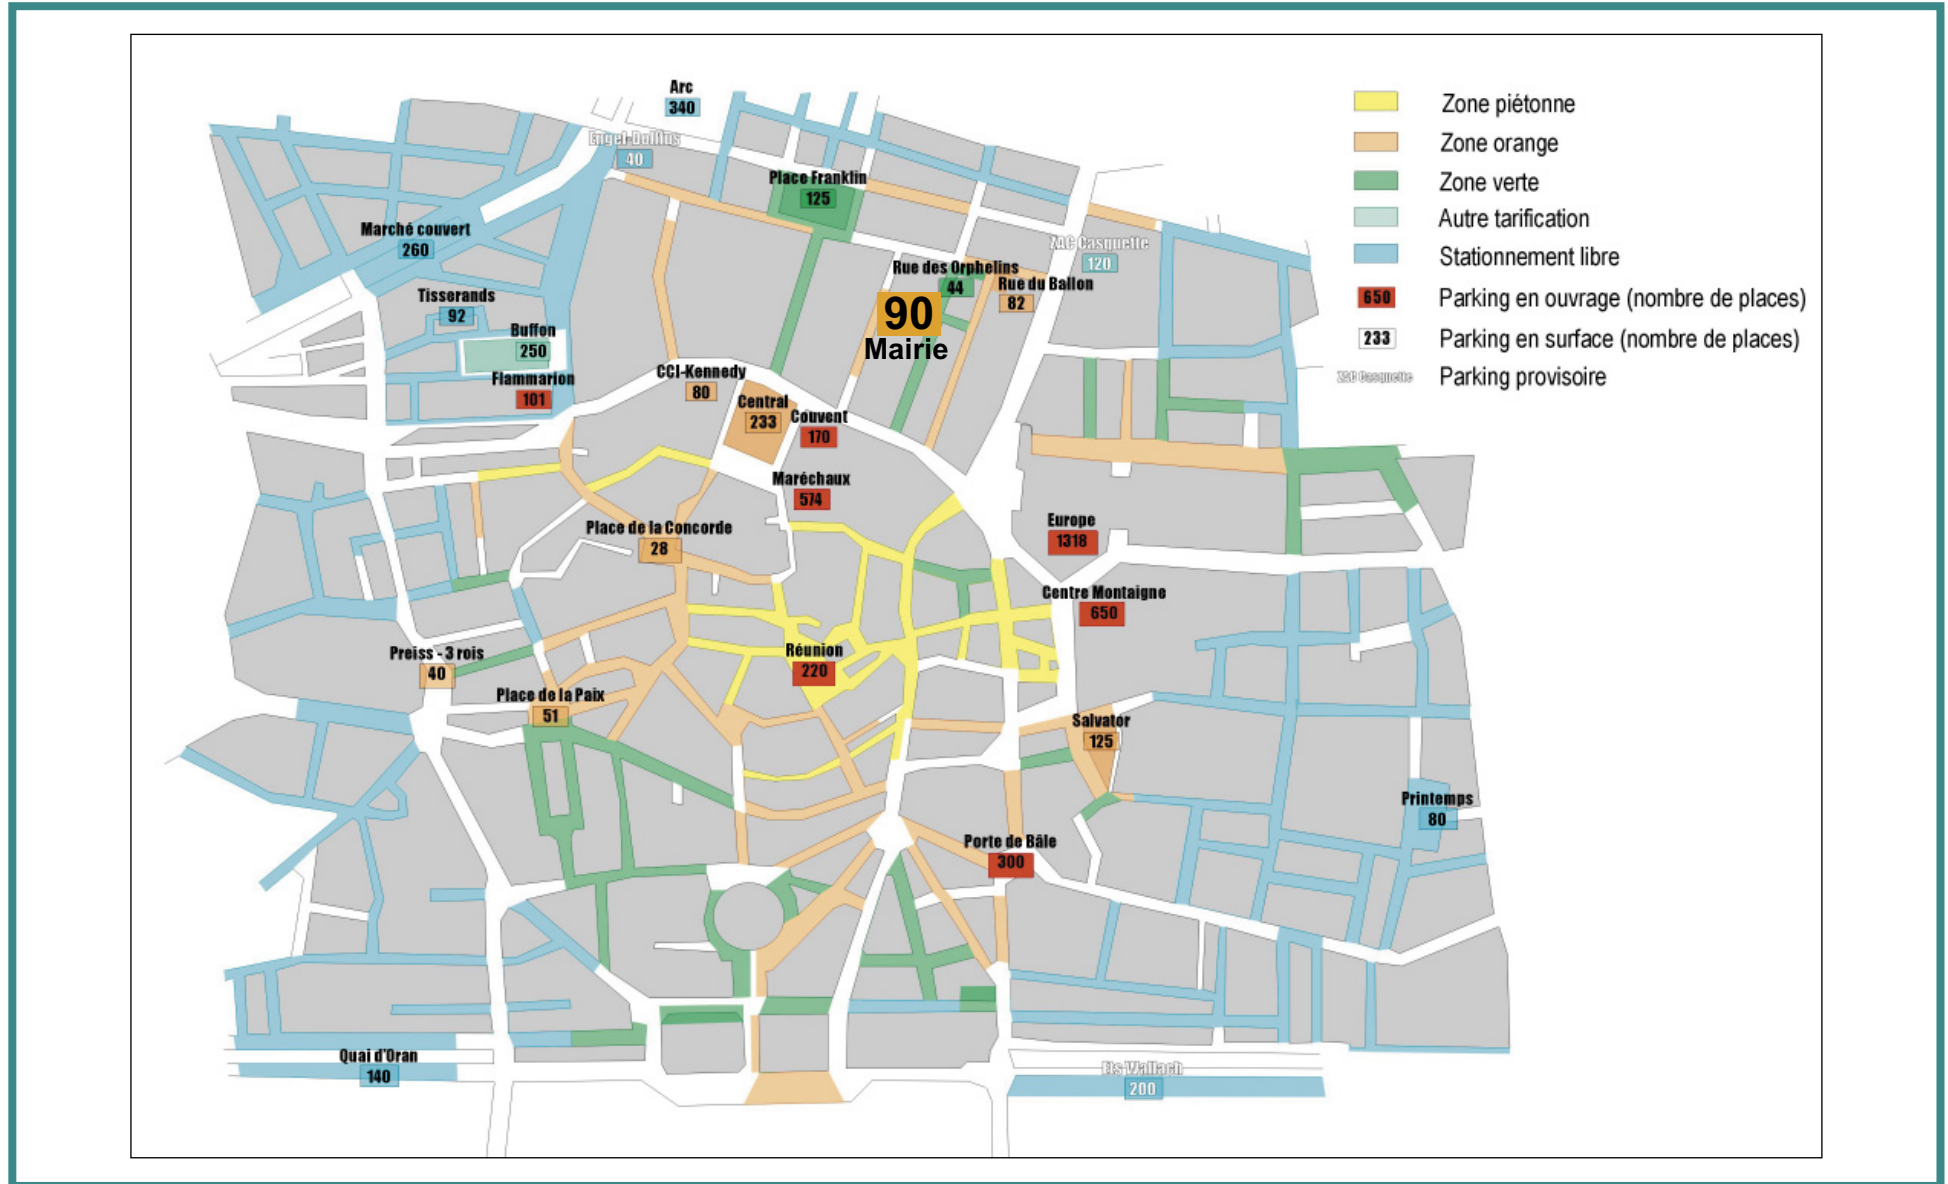 Arc
340
Engel-Dollfus
40
Place Franklin
125
Marché couvert
260
ZAC Casquette
120
Rue des Orphelins
44
Rue du Ballon
82
Tisserands
92
90
Mairie
Buffon
250
Flammarion
101
CCI-Kennedy
80
Central
233
Couvent
170
Maréchaux
574
Place de la Concorde
28
Europe
1318
Centre Montaigne
650
Preiss - 3 rois
40
Réunion
220
Place de la Paix
51
Salvator
125
Printemps
80
Porte de Bâle
300
Quai d'Oran
140
Ets Wallach
200
Zone piétonne
Zone orange
Zone verte
Autre tarification
Stationnement libre
650 Parking en ouvrage (nombre de places)
233 Parking en surface (nombre de places)
ZAC Casquette Parking provisoire